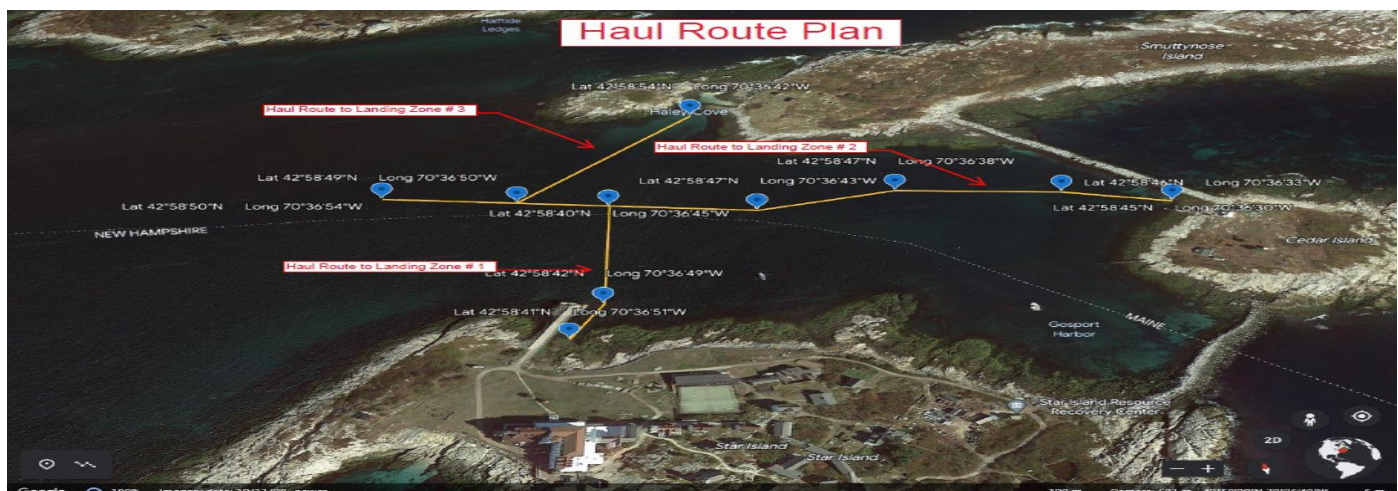 Halftide
Ledges
Haul Route Plan
Smuttynose
Island
Lat 42°58'54"N Long 70°36'42"W
Haul Route to Landing Zone # 3
Haley Cove
Haul Route to Landing Zone # 2
Lat 42°58'47"N Long 70°36'38"W
Lat 42°58'49"N Long 70°36'50"W
Lat 42°58'47"N Long 70°36'43"W
Lat 42°58'46"N Long 70°36'33"W
Lat 42°58'50"N Long 70°36'54"W
Lat 42°58'40"N Long 70°36'45"W
Lat 42°58'45"N Long 70°36'30"W
NEW HAMPSHIRE
Cedar Island
Haul Route to Landing Zone # 1
Lat 42°58'42"N Long 70°36'49"W
Lat 42°58'41"N Long 70°36'51"W
MAINE
Gosport
Harbor
Star Island Resource
Recovery Center
Star Island
Star Island
2D
Google 100%